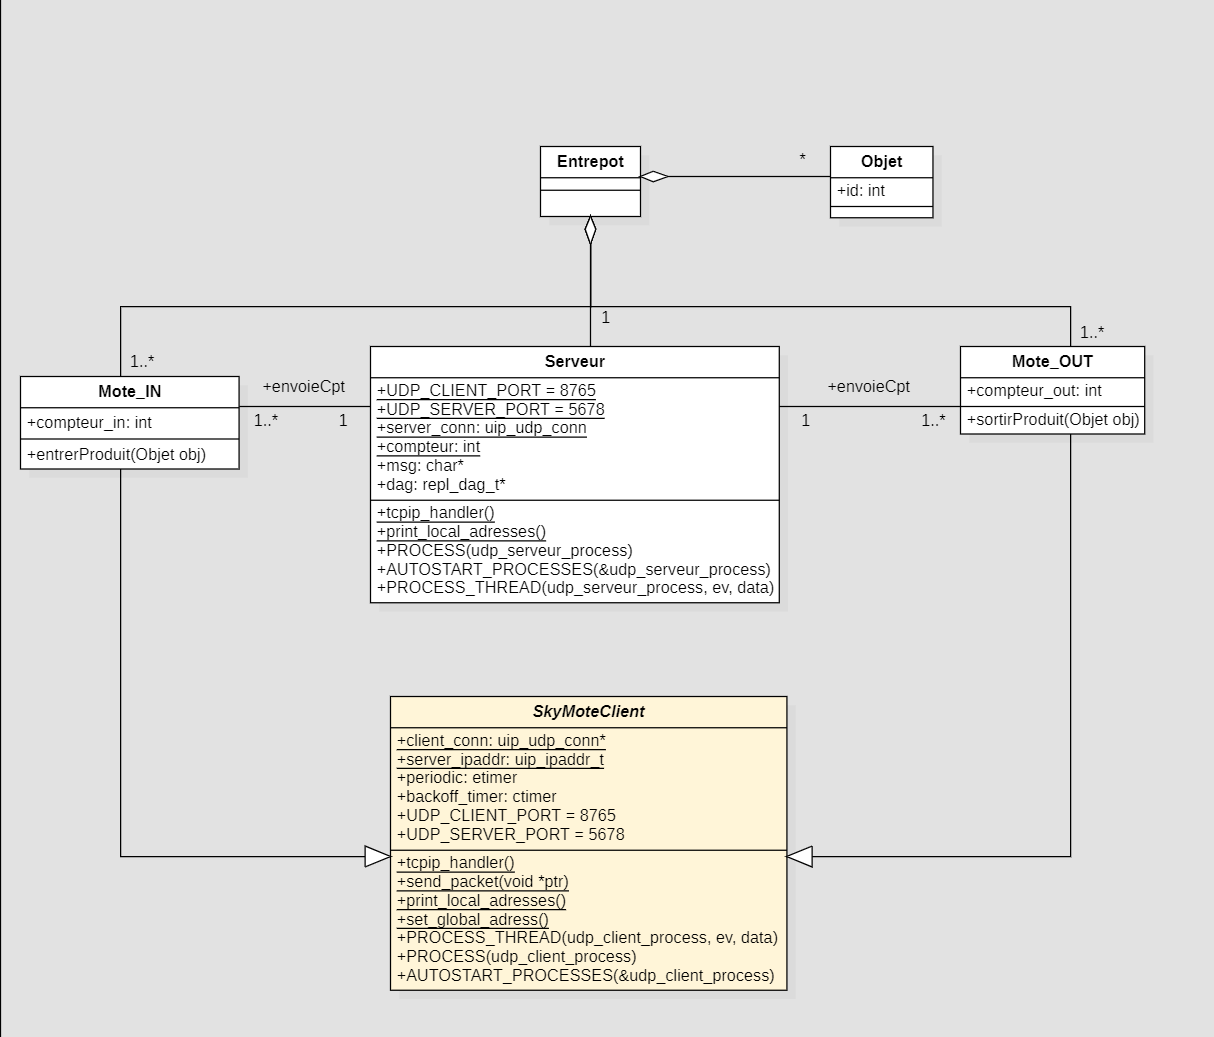 Entrepot
*
Objet
+id: int
1
1..*
1..*
Mote_IN
+compteur_in: int
+entrerProduit(Objet obj)
+envoieCpt
1..*
1
Serveur
+UDP_CLIENT_PORT = 8765
+UDP_SERVER_PORT = 5678
+server_conn: uip_udp_conn
+compteur: int
+msg: char*
+dag: repl_dag_t*
+tcpip_handler()
+print_local_adresses()
+PROCESS(udp_serveur_process)
+AUTOSTART_PROCESSES(&udp_serveur_process)
+PROCESS_THREAD(udp_serveur_process, ev, data)
+envoieCpt
1
1..*
Mote_OUT
+compteur_out: int
+sortirProduit(Objet obj)
SkyMoteClient
+client_conn: uip_udp_conn*
+server_ipaddr: uip_ipaddr_t
+periodic: etimer
+backoff_timer: ctimer
+UDP_CLIENT_PORT = 8765
+UDP_SERVER_PORT = 5678
+tcpip_handler()
+send_packet(void *ptr)
+print_local_adresses()
+set_global_adress()
+PROCESS_THREAD(udp_client_process, ev, data)
+PROCESS(udp_client_process)
+AUTOSTART_PROCESSES(&udp_client_process)